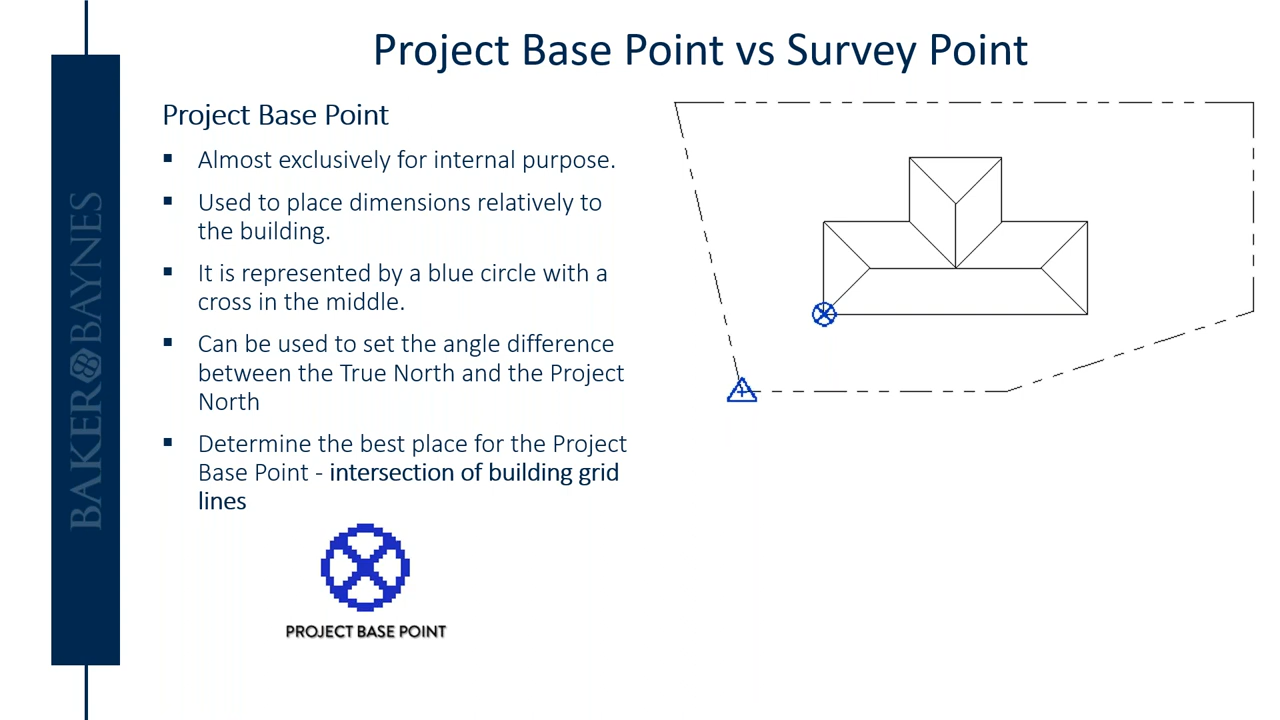 Project Base Point vs Survey Point
Project Base Point
▪ Almost exclusively for internal purpose.
▪ Used to place dimensions relatively to
the building.
▪ It is represented by a blue circle with a
cross in the middle.
▪ Can be used to set the angle difference
between the True North and the Project
North
▪ Determine the best place for the Project
Base Point - intersection of building grid
lines
PROJECT BASE POINT
BAKER BAYNES